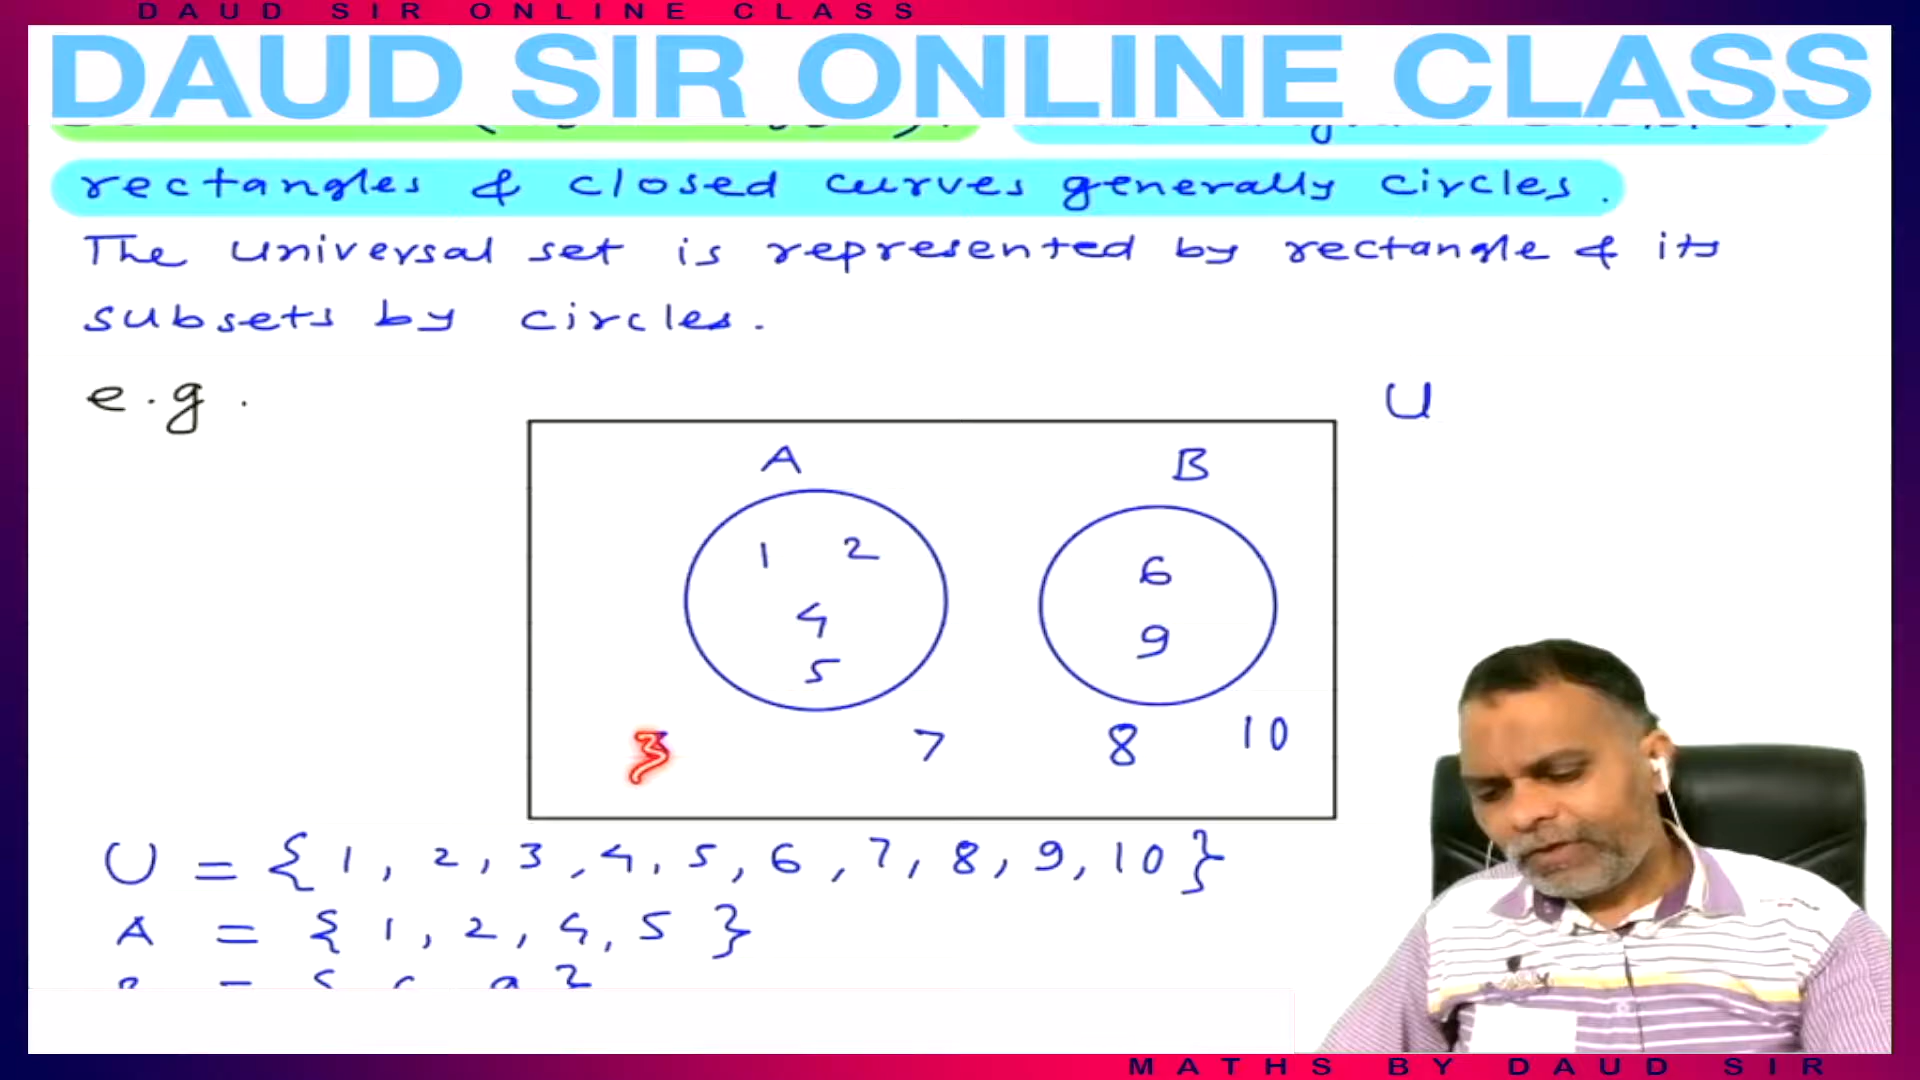 DAUD SIR ONLINE CLASS
DAUD SIR ONLINE CLASS
rectangles & closed curves generally circles.
The universal set is represented by rectangle & its
subsets by circles.
e.g.
U
A
B
1 2
6
4
9
5
3 7 8 10
U = {1, 2, 3, 4, 5, 6, 7, 8, 9, 10}
A = {1, 2, 4, 5}
MATHS BY DAUD SIR